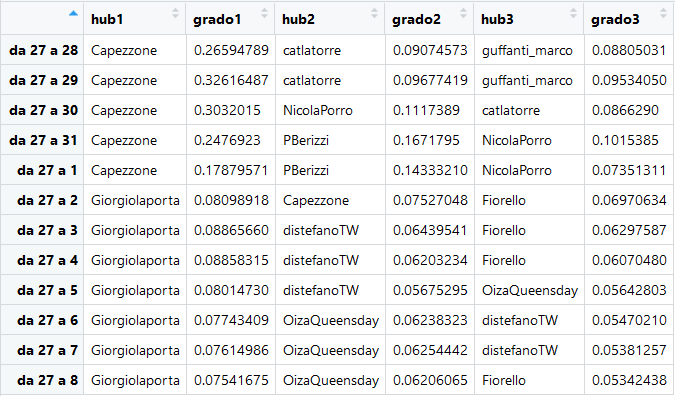 hub1 grado1 hub2 grado2 hub3 grado3
da 27 a 28 Capezzone 0.26594789 catlatorre 0.09074573 guffanti_marco 0.08805031
da 27 a 29 Capezzone 0.32616487 catlatorre 0.09677419 guffanti_marco 0.09534050
da 27 a 30 Capezzone 0.3032015 NicolaPorro 0.1117389 catlatorre 0.0866290
da 27 a 31 Capezzone 0.2476923 PBerizzi 0.1671795 NicolaPorro 0.1015385
da 27 a 1 Capezzone 0.17879571 PBerizzi 0.14333210 NicolaPorro 0.07351311
da 27 a 2 Giorgiolaporta 0.08098918 Capezzone 0.07527048 Fiorello 0.06970634
da 27 a 3 Giorgiolaporta 0.08865660 distefanoTW 0.06439541 Fiorello 0.06297587
da 27 a 4 Giorgiolaporta 0.08858315 distefanoTW 0.06203234 Fiorello 0.06070480
da 27 a 5 Giorgiolaporta 0.08014730 distefanoTW 0.05675295 OizaQueensday 0.05642803
da 27 a 6 Giorgiolaporta 0.07743409 OizaQueensday 0.06238323 distefanoTW 0.05470210
da 27 a 7 Giorgiolaporta 0.07614986 OizaQueensday 0.06254442 distefanoTW 0.05381257
da 27 a 8 Giorgiolaporta 0.07541675 OizaQueensday 0.06206065 Fiorello 0.05342438